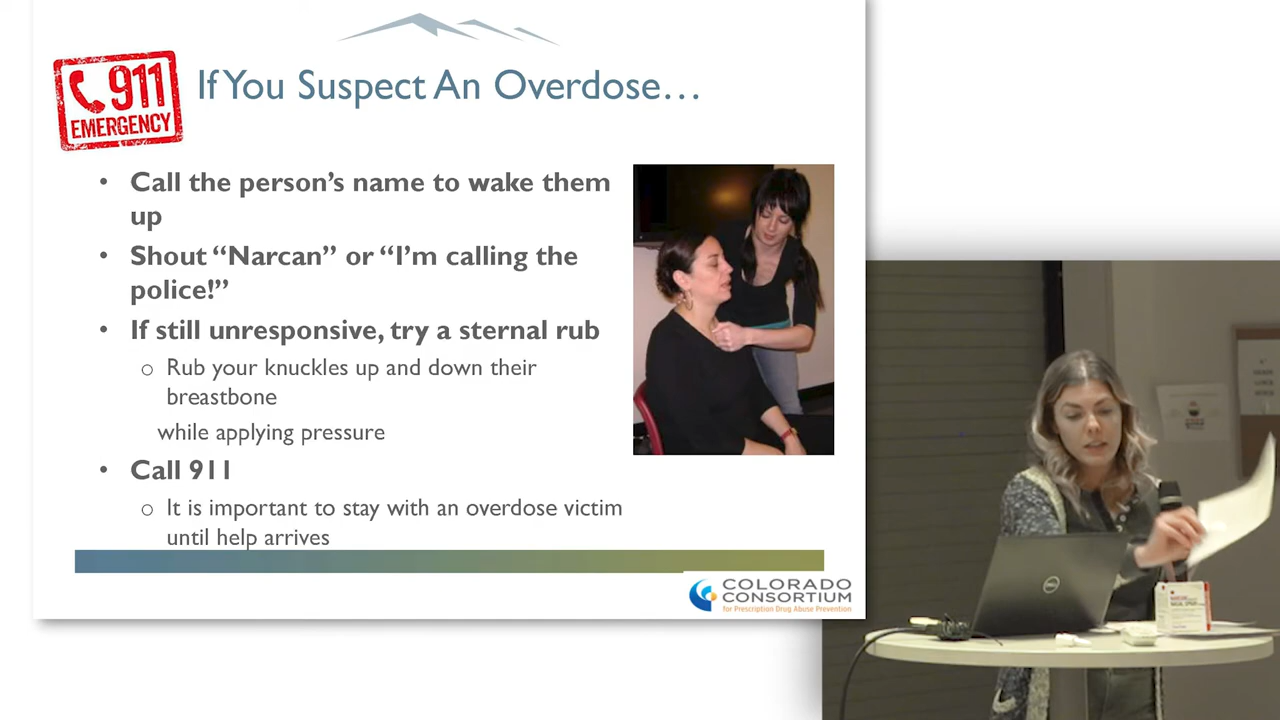 911
EMERGENCY
If You Suspect An Overdose…
• Call the person’s name to wake them
up
• Shout “Narcan” or “I’m calling the
police!”
• If still unresponsive, try a sternal rub
o Rub your knuckles up and down their
breastbone
while applying pressure
• Call 911
o It is important to stay with an overdose victim
until help arrives
COLORADO
CONSORTIUM
for Prescription Drug Abuse Prevention
DELL
NARCAN
NASAL SPRAY